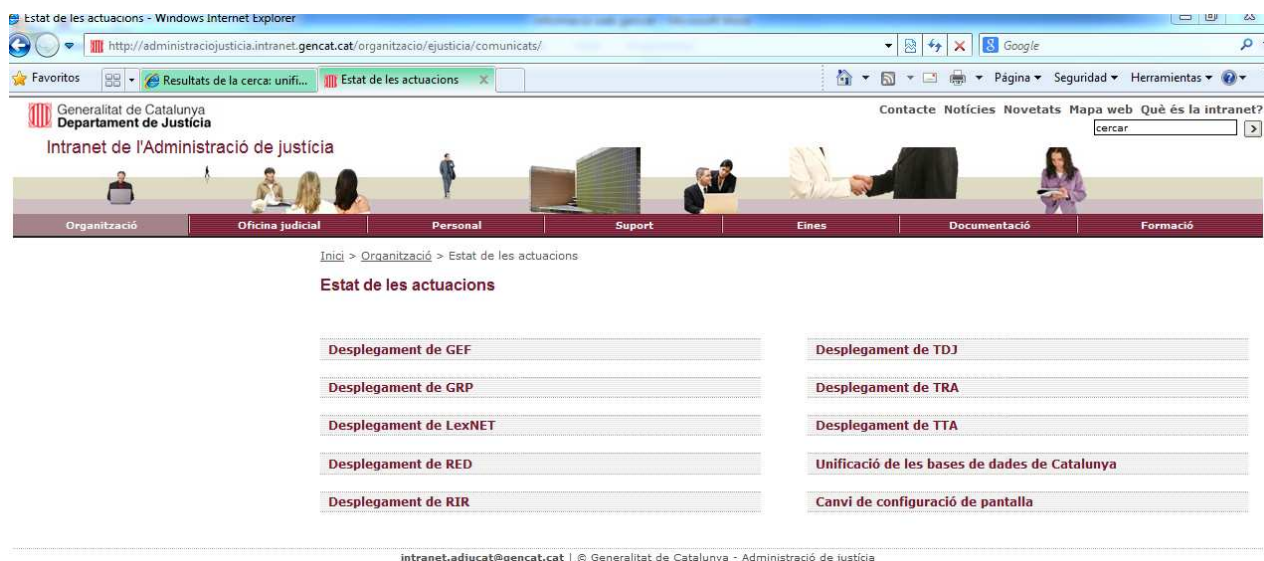 Estat de les actuacions - Windows Internet Explorer
http://administraciojusticia.intranet.gencat.cat/organitzacio/ejusticia/comunicats/
Google
Favoritos
Resultats de la cerca: unifi...
Estat de les actuacions
Página
Seguridad
Herramientas
Generalitat de Catalunya
Departament de Justícia
Contacte Notícies Novetats Mapa web Què és la intranet?
cercar
Intranet de l'Administració de justícia
Organització
Oficina judicial
Personal
Suport
Eines
Documentació
Formació
Inici > Organització > Estat de les actuacions
Estat de les actuacions
Desplegament de GEF
Desplegament de TDJ
Desplegament de GRP
Desplegament de TRA
Desplegament de LexNET
Desplegament de TTA
Desplegament de RED
Unificació de les bases de dades de Catalunya
Desplegament de RIR
Canvi de configuració de pantalla
intranet.adjucat@gencat.cat | © Generalitat de Catalunya - Administració de justícia